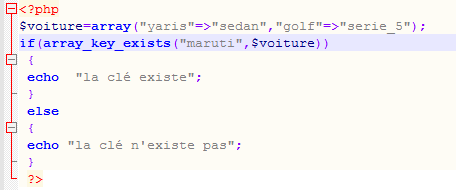 <?php
$voiture=array("yaris"=>"sedan","golf"=>"serie_5");
if(array_key_exists("maruti",$voiture))
{
echo "la clé existe";
}
else
{
echo "la clé n'existe pas";
}
?>